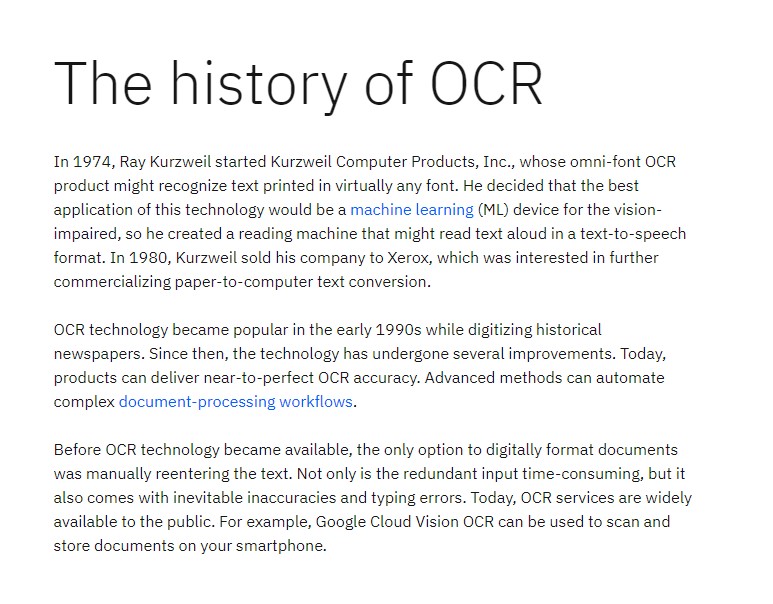 The history of OCR
In 1974, Ray Kurzweil started Kurzweil Computer Products, Inc., whose omni-font OCR
product might recognize text printed in virtually any font. He decided that the best
application of this technology would be a machine learning (ML) device for the vision-
impaired, so he created a reading machine that might read text aloud in a text-to-speech
format. In 1980, Kurzweil sold his company to Xerox, which was interested in further
commercializing paper-to-computer text conversion.
OCR technology became popular in the early 1990s while digitizing historical
newspapers. Since then, the technology has undergone several improvements. Today,
products can deliver near-to-perfect OCR accuracy. Advanced methods can automate
complex document-processing workflows.
Before OCR technology became available, the only option to digitally format documents
was manually reentering the text. Not only is the redundant input time-consuming, but it
also comes with inevitable inaccuracies and typing errors. Today, OCR services are widely
available to the public. For example, Google Cloud Vision OCR can be used to scan and
store documents on your smartphone.